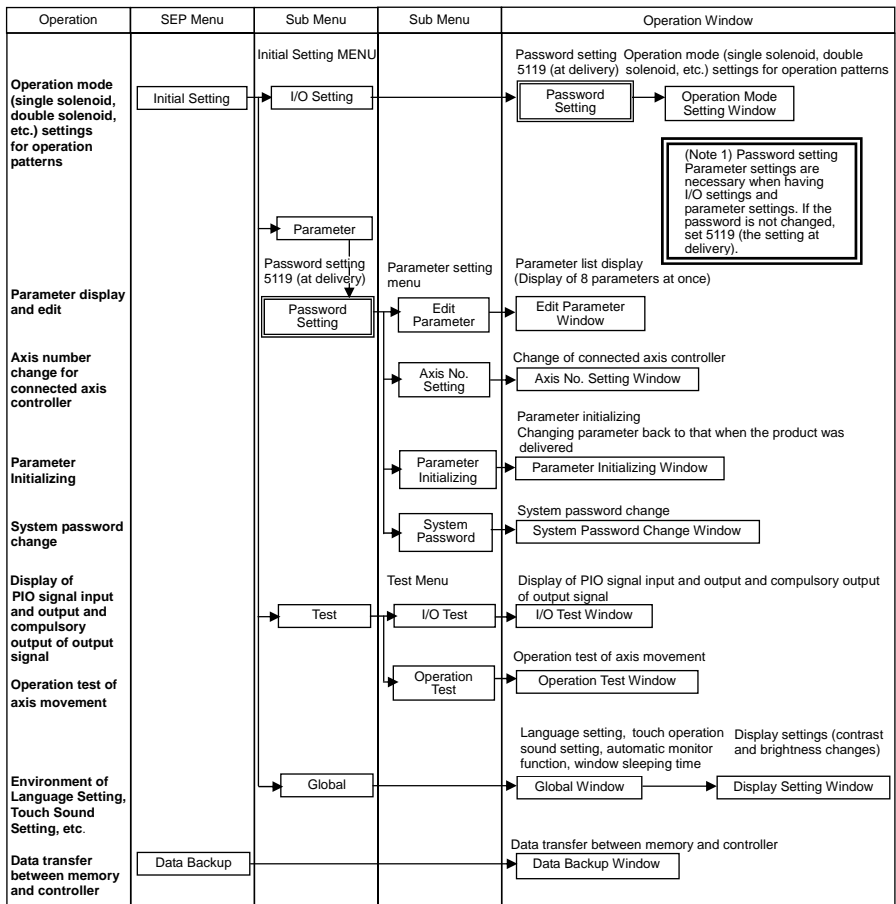 Operation
SEP Menu
Sub Menu
Sub Menu
Operation Window
Initial Setting MENU
Password setting
5119 (at delivery)
Operation mode (single solenoid, double
solenoid, etc.) settings for operation patterns
Operation mode
(single solenoid,
double solenoid,
etc.) settings
for operation
patterns
Initial Setting
I/O Setting
Password
Setting
Operation Mode
Setting Window
(Note 1) Password setting
Parameter settings are
necessary when having
I/O settings and
parameter settings. If the
password is not changed,
set 5119 (the setting at
delivery).
Parameter
Password setting
5119 (at delivery)
Parameter setting
menu
Parameter list display
(Display of 8 parameters at once)
Parameter display
and edit
Password
Setting
Edit
Parameter
Edit Parameter
Window
Axis number
change for
connected axis
controller
Axis No.
Setting
Change of connected axis controller
Axis No. Setting Window
Parameter initializing
Changing parameter back to that when the product was
delivered
Parameter
Initializing
Parameter
Initializing
Parameter Initializing Window
System password
change
System
Password
System password change
System Password Change Window
Display of
PIO signal input
and output and
compulsory
output of output
signal
Test Menu
Display of PIO signal input and output and compulsory output
of output signal
Test
I/O Test
I/O Test Window
Operation test of
axis movement
Operation
Test
Operation test of axis movement
Operation Test Window
Language setting, touch operation
sound setting, automatic monitor
function, window sleeping time
Display settings (contrast
and brightness changes)
Environment of
Language Setting,
Touch Sound
Setting, etc.
Global
Global Window
Display Setting Window
Data transfer
between memory
and controller
Data Backup
Data transfer between memory and controller
Data Backup Window